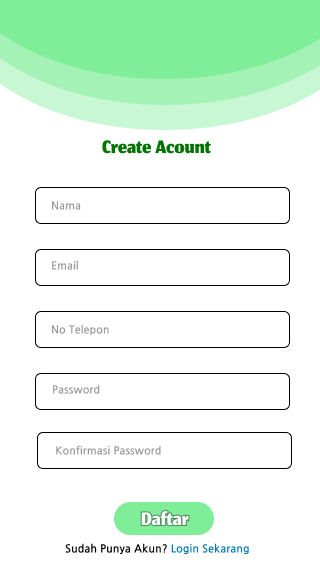 Create Acount
Nama
Email
No Telepon
Password
Konfirmasi Password
Daftar
Sudah Punya Akun? Login Sekarang